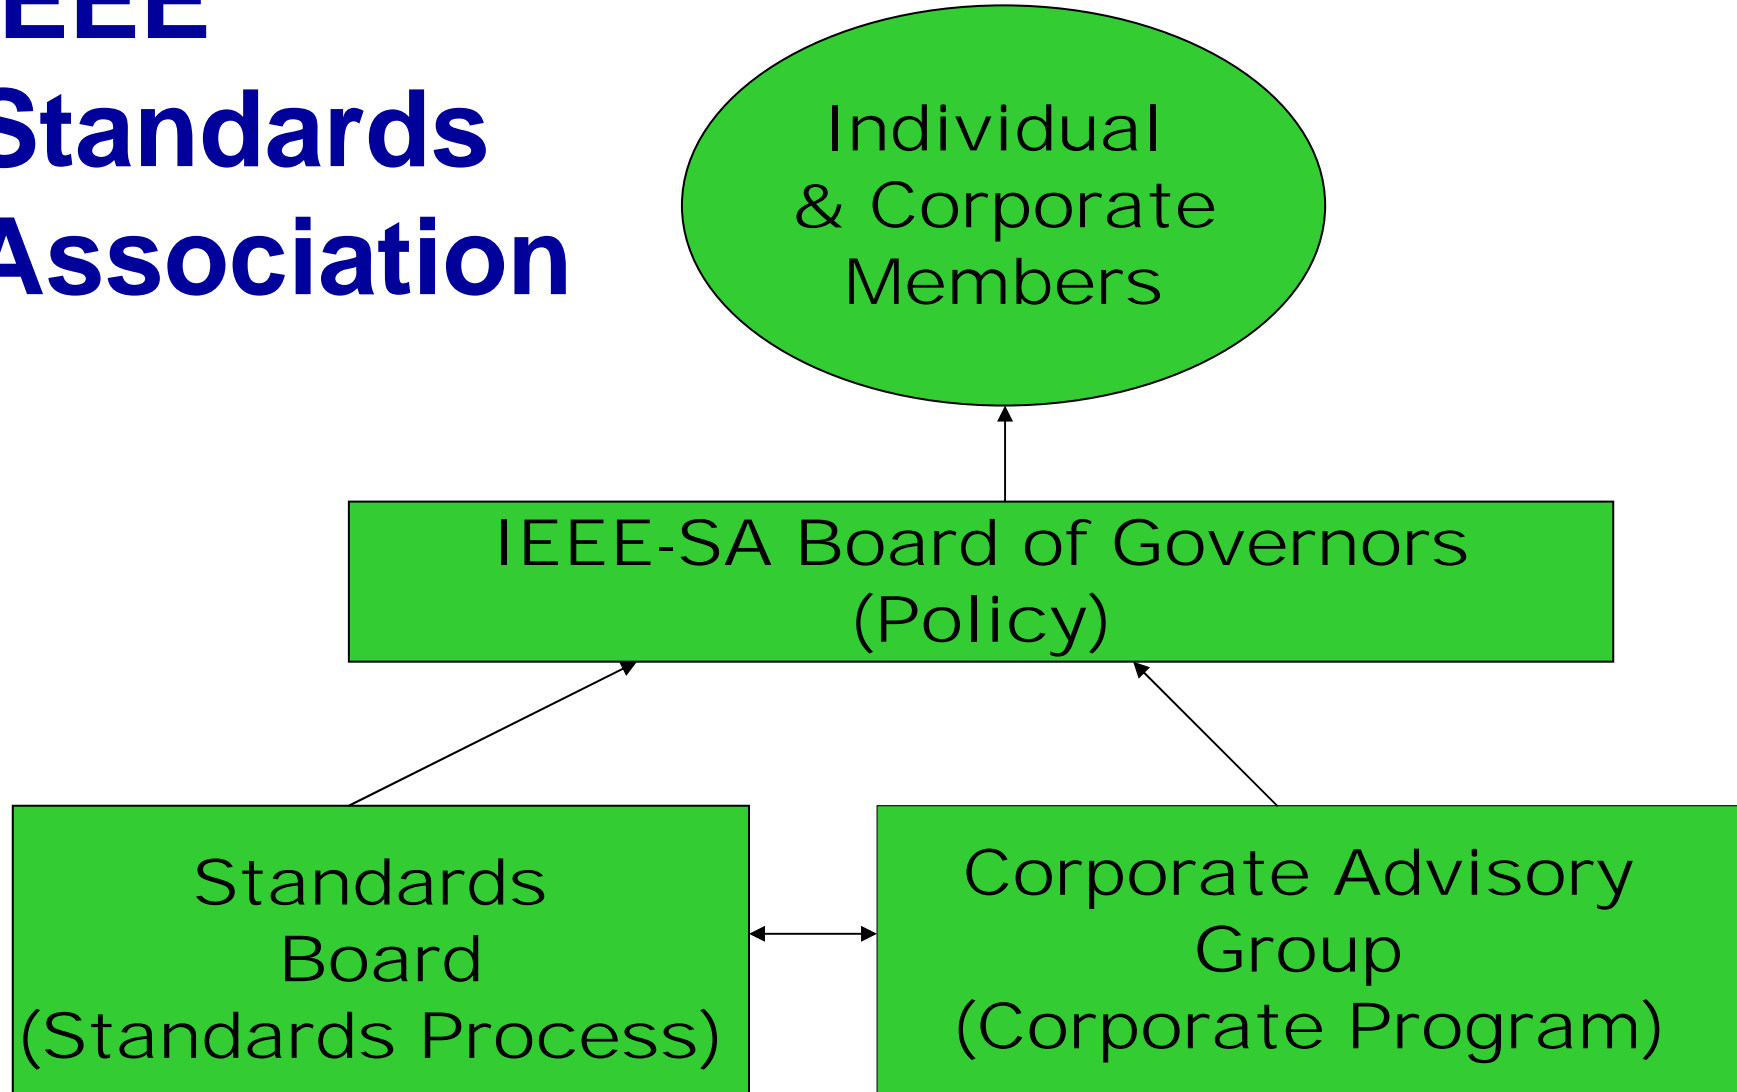 IEEE
Standards
Association
Individual
& Corporate
Members
IEEE-SA Board of Governors
(Policy)
Standards
Board
(Standards Process)
Corporate Advisory
Group
(Corporate Program)